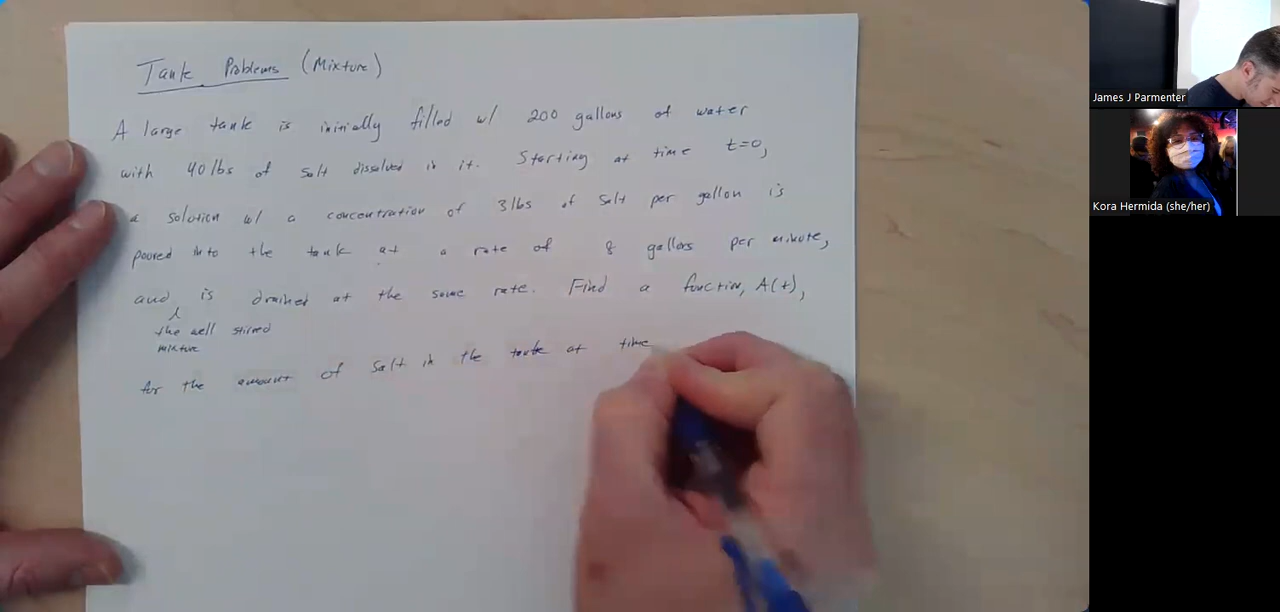 Tank Problems (Mixture)
A large tank is initially filled w/ 200 gallons of water
with 40 lbs of salt dissolved in it. Starting at time t=0,
a solution w/ a concentration of 3 lbs of salt per gallon is
poured into the tank at a rate of 8 gallons per minute,
and is drained at the same rate. Find a function, A(t),
the well stirred
mixture
for the amount of salt in the tank at time
James J Parmenter
Kora Hermida (she/her)